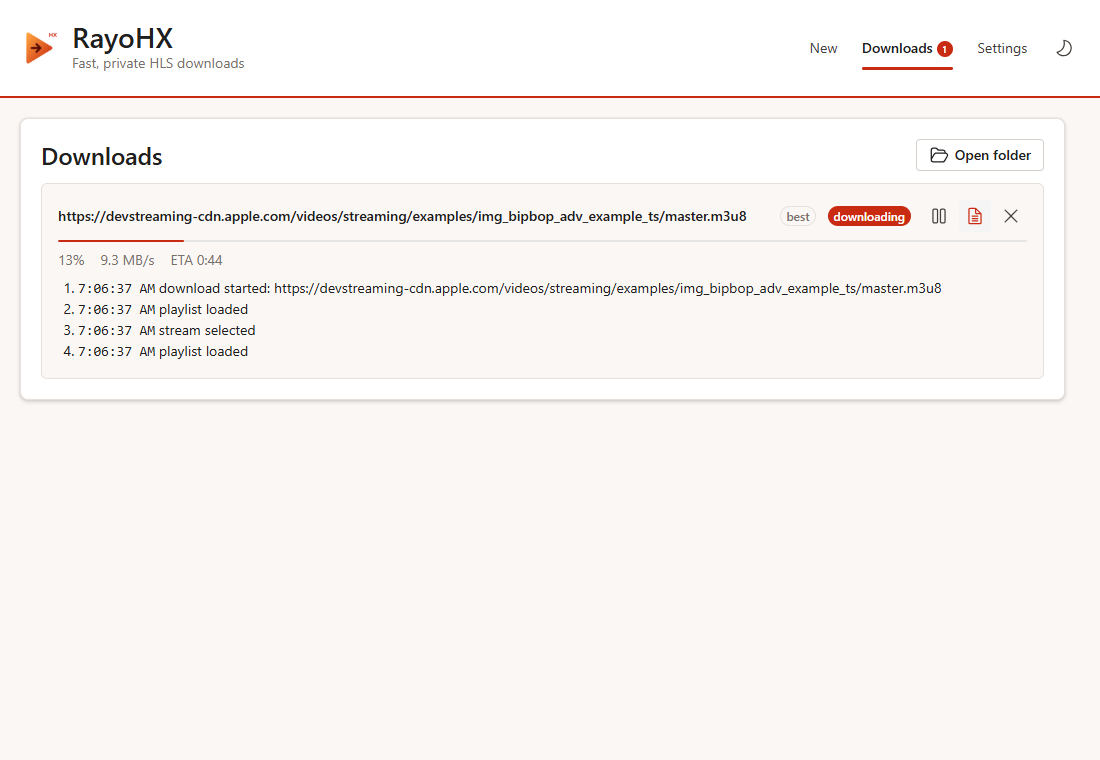 HX
RayoHX
Fast, private HLS downloads
New
Downloads 1
Settings
Downloads
Open folder
https://devstreaming-cdn.apple.com/videos/streaming/examples/img_bipbop_adv_example_ts/master.m3u8
best
downloading
13% 9.3 MB/s ETA 0:44
1. 7:06:37 AM download started: https://devstreaming-cdn.apple.com/videos/streaming/examples/img_bipbop_adv_example_ts/master.m3u8
2. 7:06:37 AM playlist loaded
3. 7:06:37 AM stream selected
4. 7:06:37 AM playlist loaded